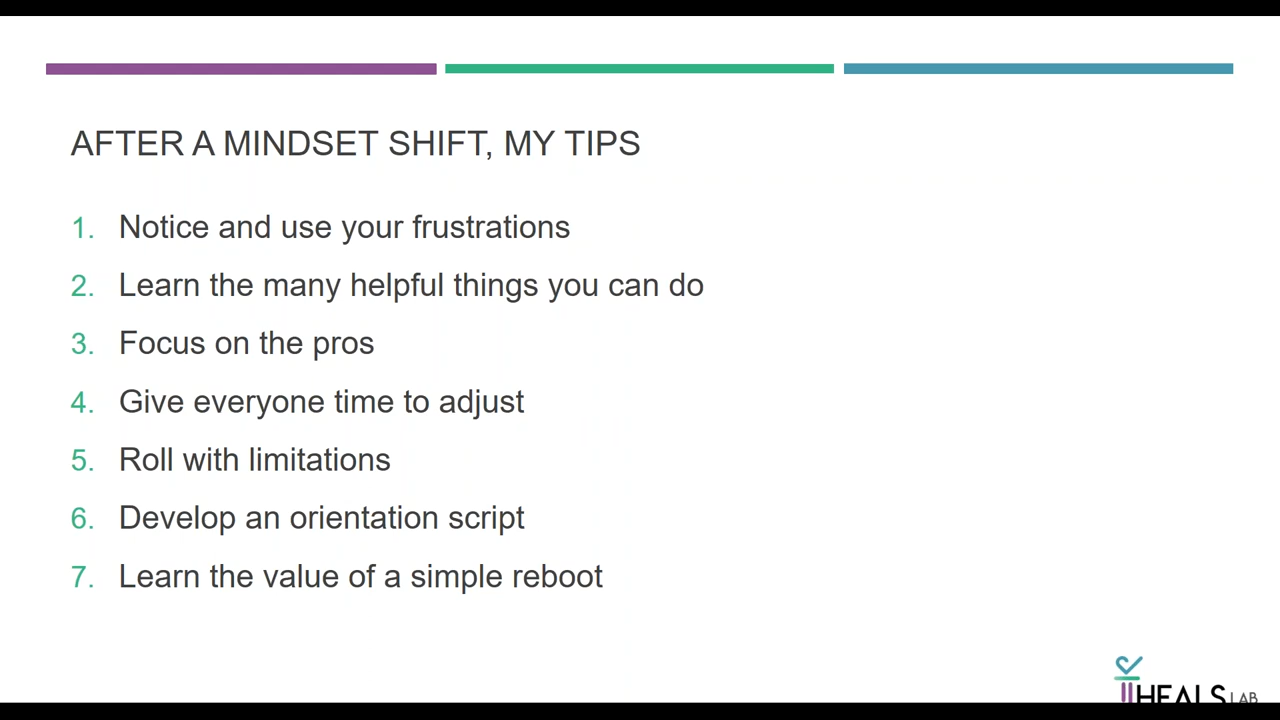 AFTER A MINDSET SHIFT, MY TIPS
1. Notice and use your frustrations
2. Learn the many helpful things you can do
3. Focus on the pros
4. Give everyone time to adjust
5. Roll with limitations
6. Develop an orientation script
7. Learn the value of a simple reboot
HEALS LAB